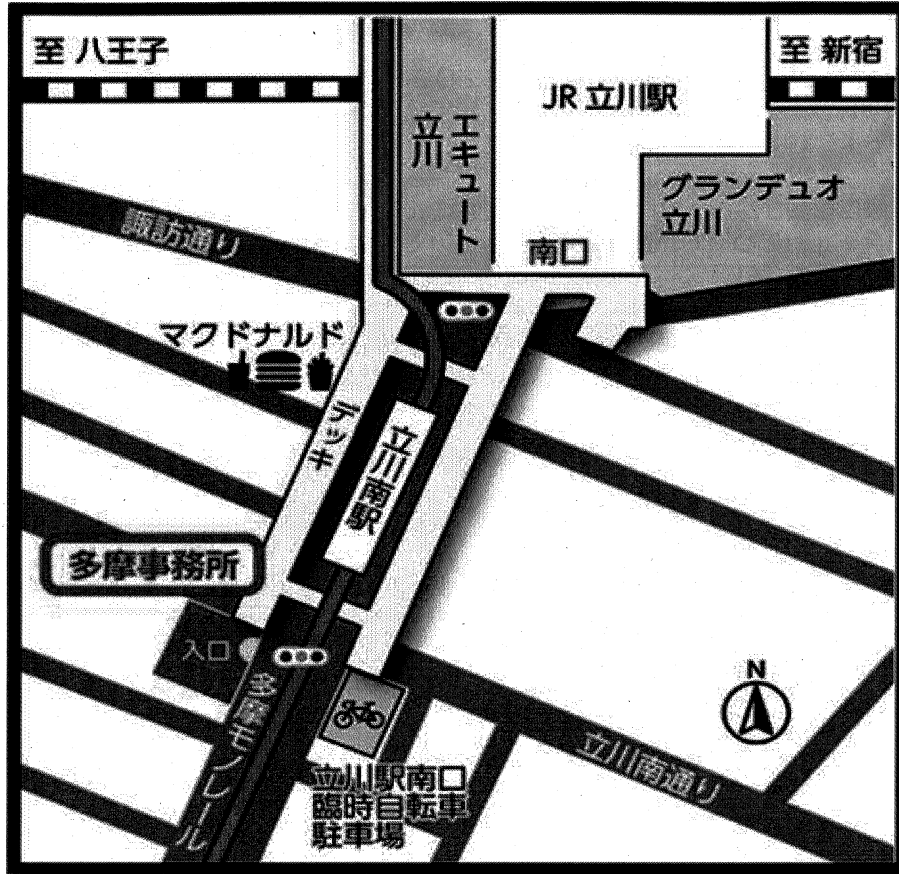 至 八王子
至 新宿
JR 立川駅
エキュート
立川
グランデュオ
立川
南口
諏訪通り
マクドナルド
デッキ
立川南駅
多摩事務所
入口
多摩モノレール
立川南通り
N
立川駅南口
臨時自転車
駐車場